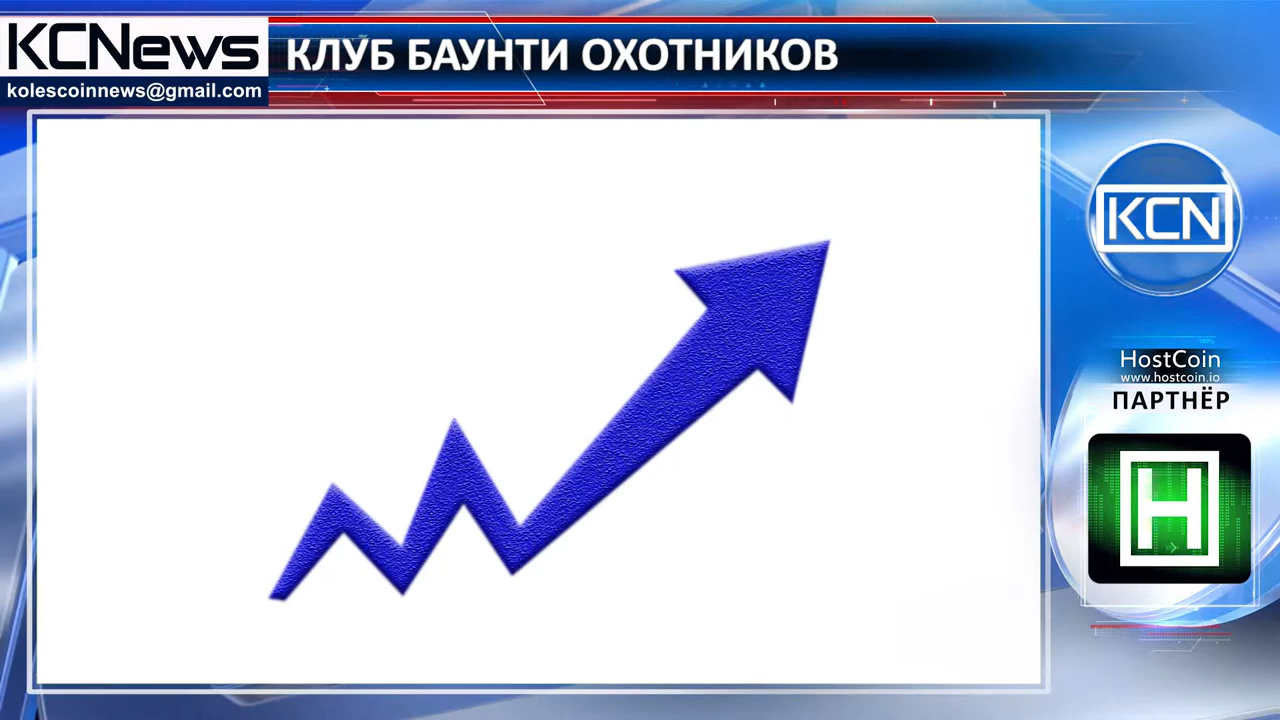 KCNews
kolescoinnews@gmail.com
КЛУБ БАУНТИ ОХОТНИКОВ
KCN
HostCoin
www.hostcoin.io
ПАРТНЁР
H